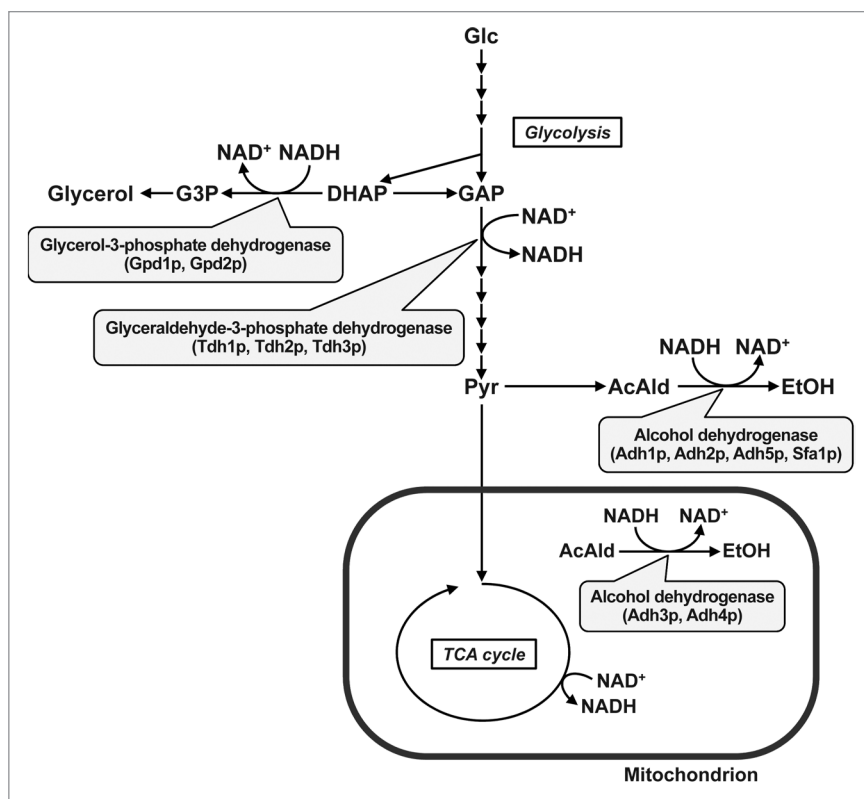 Glc
Glycolysis
NAD⁺ NADH
Glycerol G3P DHAP GAP
NAD⁺
NADH
Glycerol-3-phosphate dehydrogenase
(Gpd1p, Gpd2p)
Glyceraldehyde-3-phosphate dehydrogenase
(Tdh1p, Tdh2p, Tdh3p)
NADH NAD⁺
Pyr AcAld EtOH
Alcohol dehydrogenase
(Adh1p, Adh2p, Adh5p, Sfa1p)
NADH NAD⁺
AcAld EtOH
Alcohol dehydrogenase
(Adh3p, Adh4p)
TCA cycle
NAD⁺
NADH
Mitochondrion